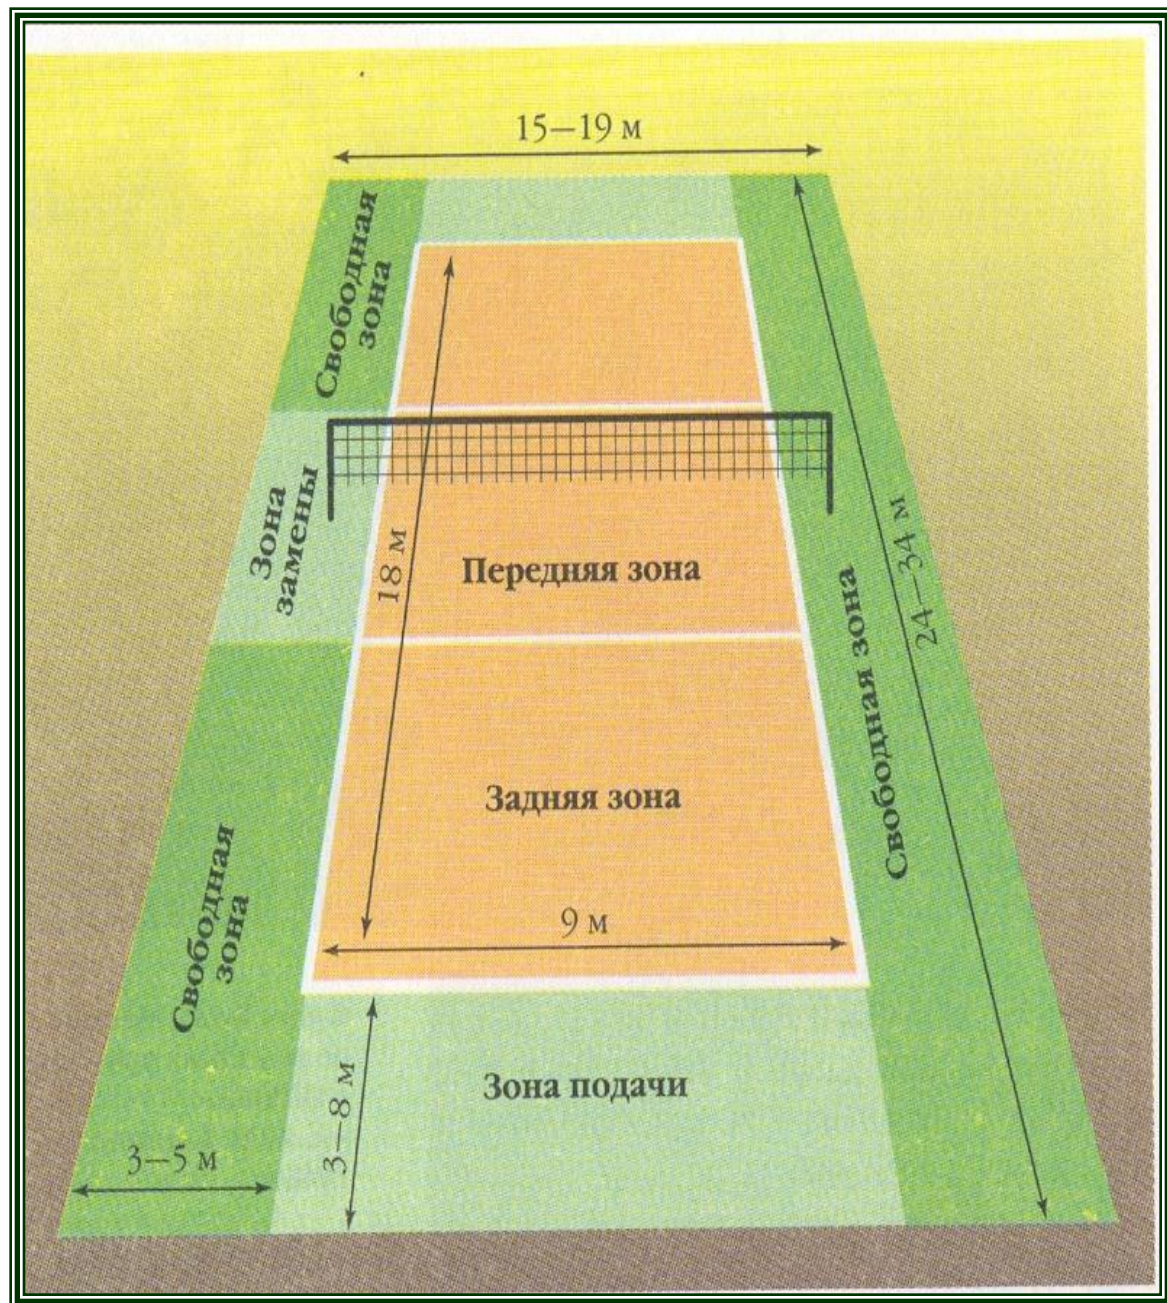 15—19 м
Свободная
зона
Зона
замены
18 м
Передняя зона
24—34 м
Свободная зона
Задняя зона
Свободная
зона
9 м
Зона подачи
3—8 м
3—5 м